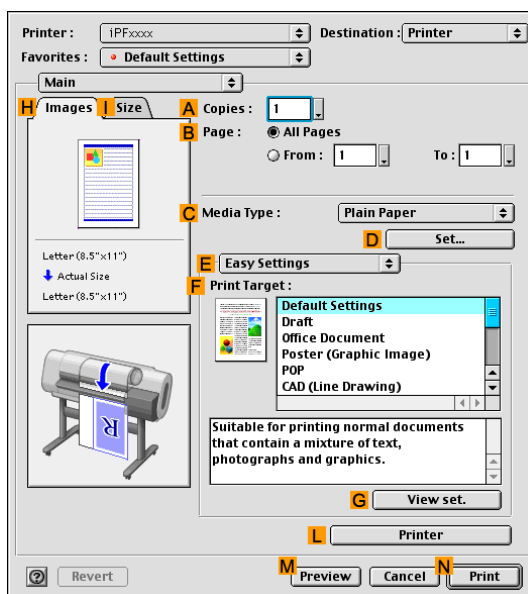 Printer : iPFxxxx Destination : Printer
Favorites : Default Settings
Main
H Images I Size
A Copies : 1
B Page : All Pages
From : 1 To : 1
C Media Type : Plain Paper
D Set...
Letter (8.5"x11")
Actual Size
Letter (8.5"x11")
E Easy Settings
F Print Target :
Default Settings
Draft
Office Document
Poster (Graphic Image)
POP
CAD (Line Drawing)
R
Suitable for printing normal documents
that contain a mixture of text,
photographs and graphics.
G View set.
L Printer
? Revert M Preview Cancel N Print